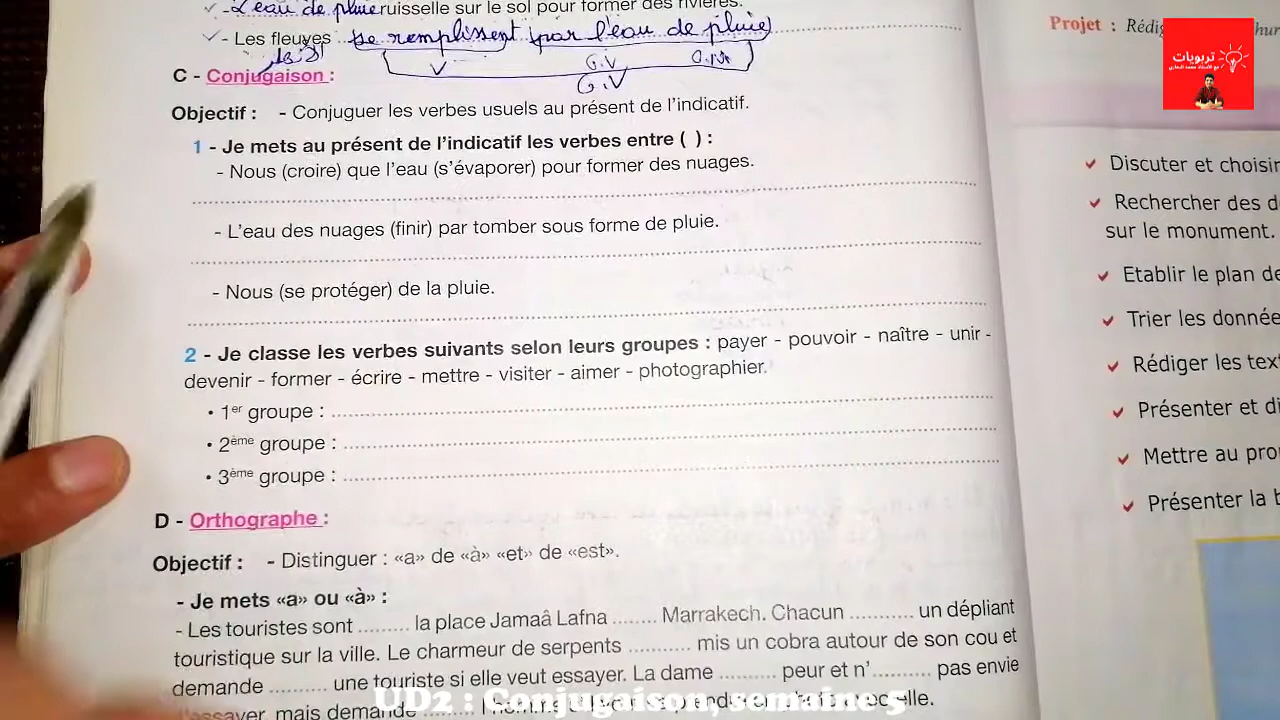 ✓ - L'eau de pluie ruisselle sur le sol pour former des rivières.
✓ - Les fleuves se remplissent par l'eau de pluie
V G.V
G.V
C - Conjugaison :
Objectif : - Conjuguer les verbes usuels au présent de l'indicatif.
1 - Je mets au présent de l'indicatif les verbes entre ( ) :
- Nous (croire) que l'eau (s'évaporer) pour former des nuages.
- L'eau des nuages (finir) par tomber sous forme de pluie.
- Nous (se protéger) de la pluie.
2 - Je classe les verbes suivants selon leurs groupes : payer - pouvoir - naître - unir -
devenir - former - écrire - mettre - visiter - aimer - photographier.
• 1er groupe :
• 2ème groupe :
• 3ème groupe :
D - Orthographe :
Objectif : - Distinguer : «a» de «à» «et» de «est».
- Je mets «a» ou «à» :
- Les touristes sont ......... la place Jamaâ Lafna ........ Marrakech. Chacun .......... un dépliant
touristique sur la ville. Le charmeur de serpents .......... mis un cobra autour de son cou et
demande ......... une touriste si elle veut essayer. La dame ........ peur et n' ......... pas envie
l'essayer, mais demande ........ elle.
UD2 : Conjugaison, semaine 5
Projet : Rédig
تربويات
✓ Discuter et choisir
✓ Rechercher des d
sur le monument.
✓ Etablir le plan de
✓ Trier les donnée
✓ Rédiger les text
✓ Présenter et di
✓ Mettre au pro
✓ Présenter la b